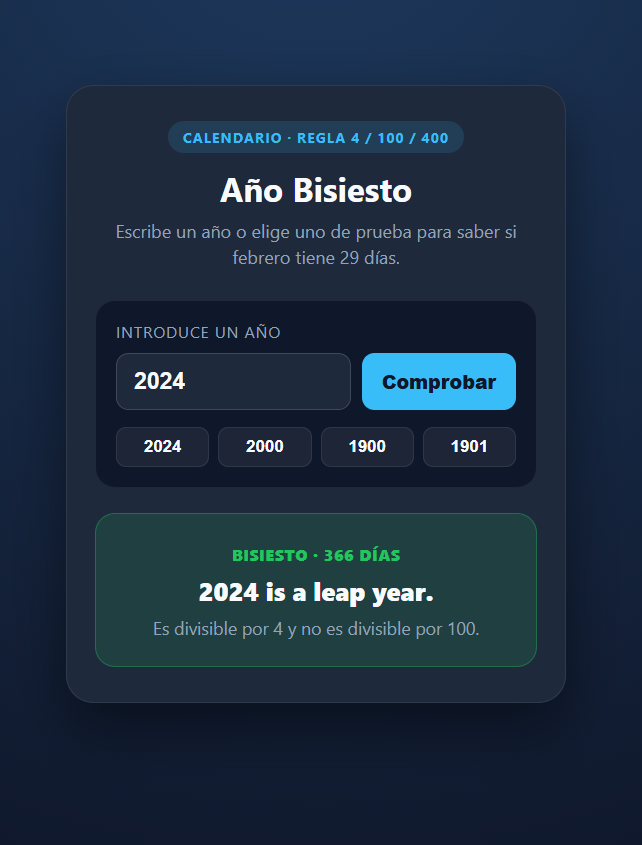 CALENDARIO · REGLA 4 / 100 / 400
Año Bisiesto
Escribe un año o elige uno de prueba para saber si
febrero tiene 29 días.
INTRODUCE UN AÑO
2024
Comprobar
2024
2000
1900
1901
BISIESTO · 366 DÍAS
2024 is a leap year.
Es divisible por 4 y no es divisible por 100.